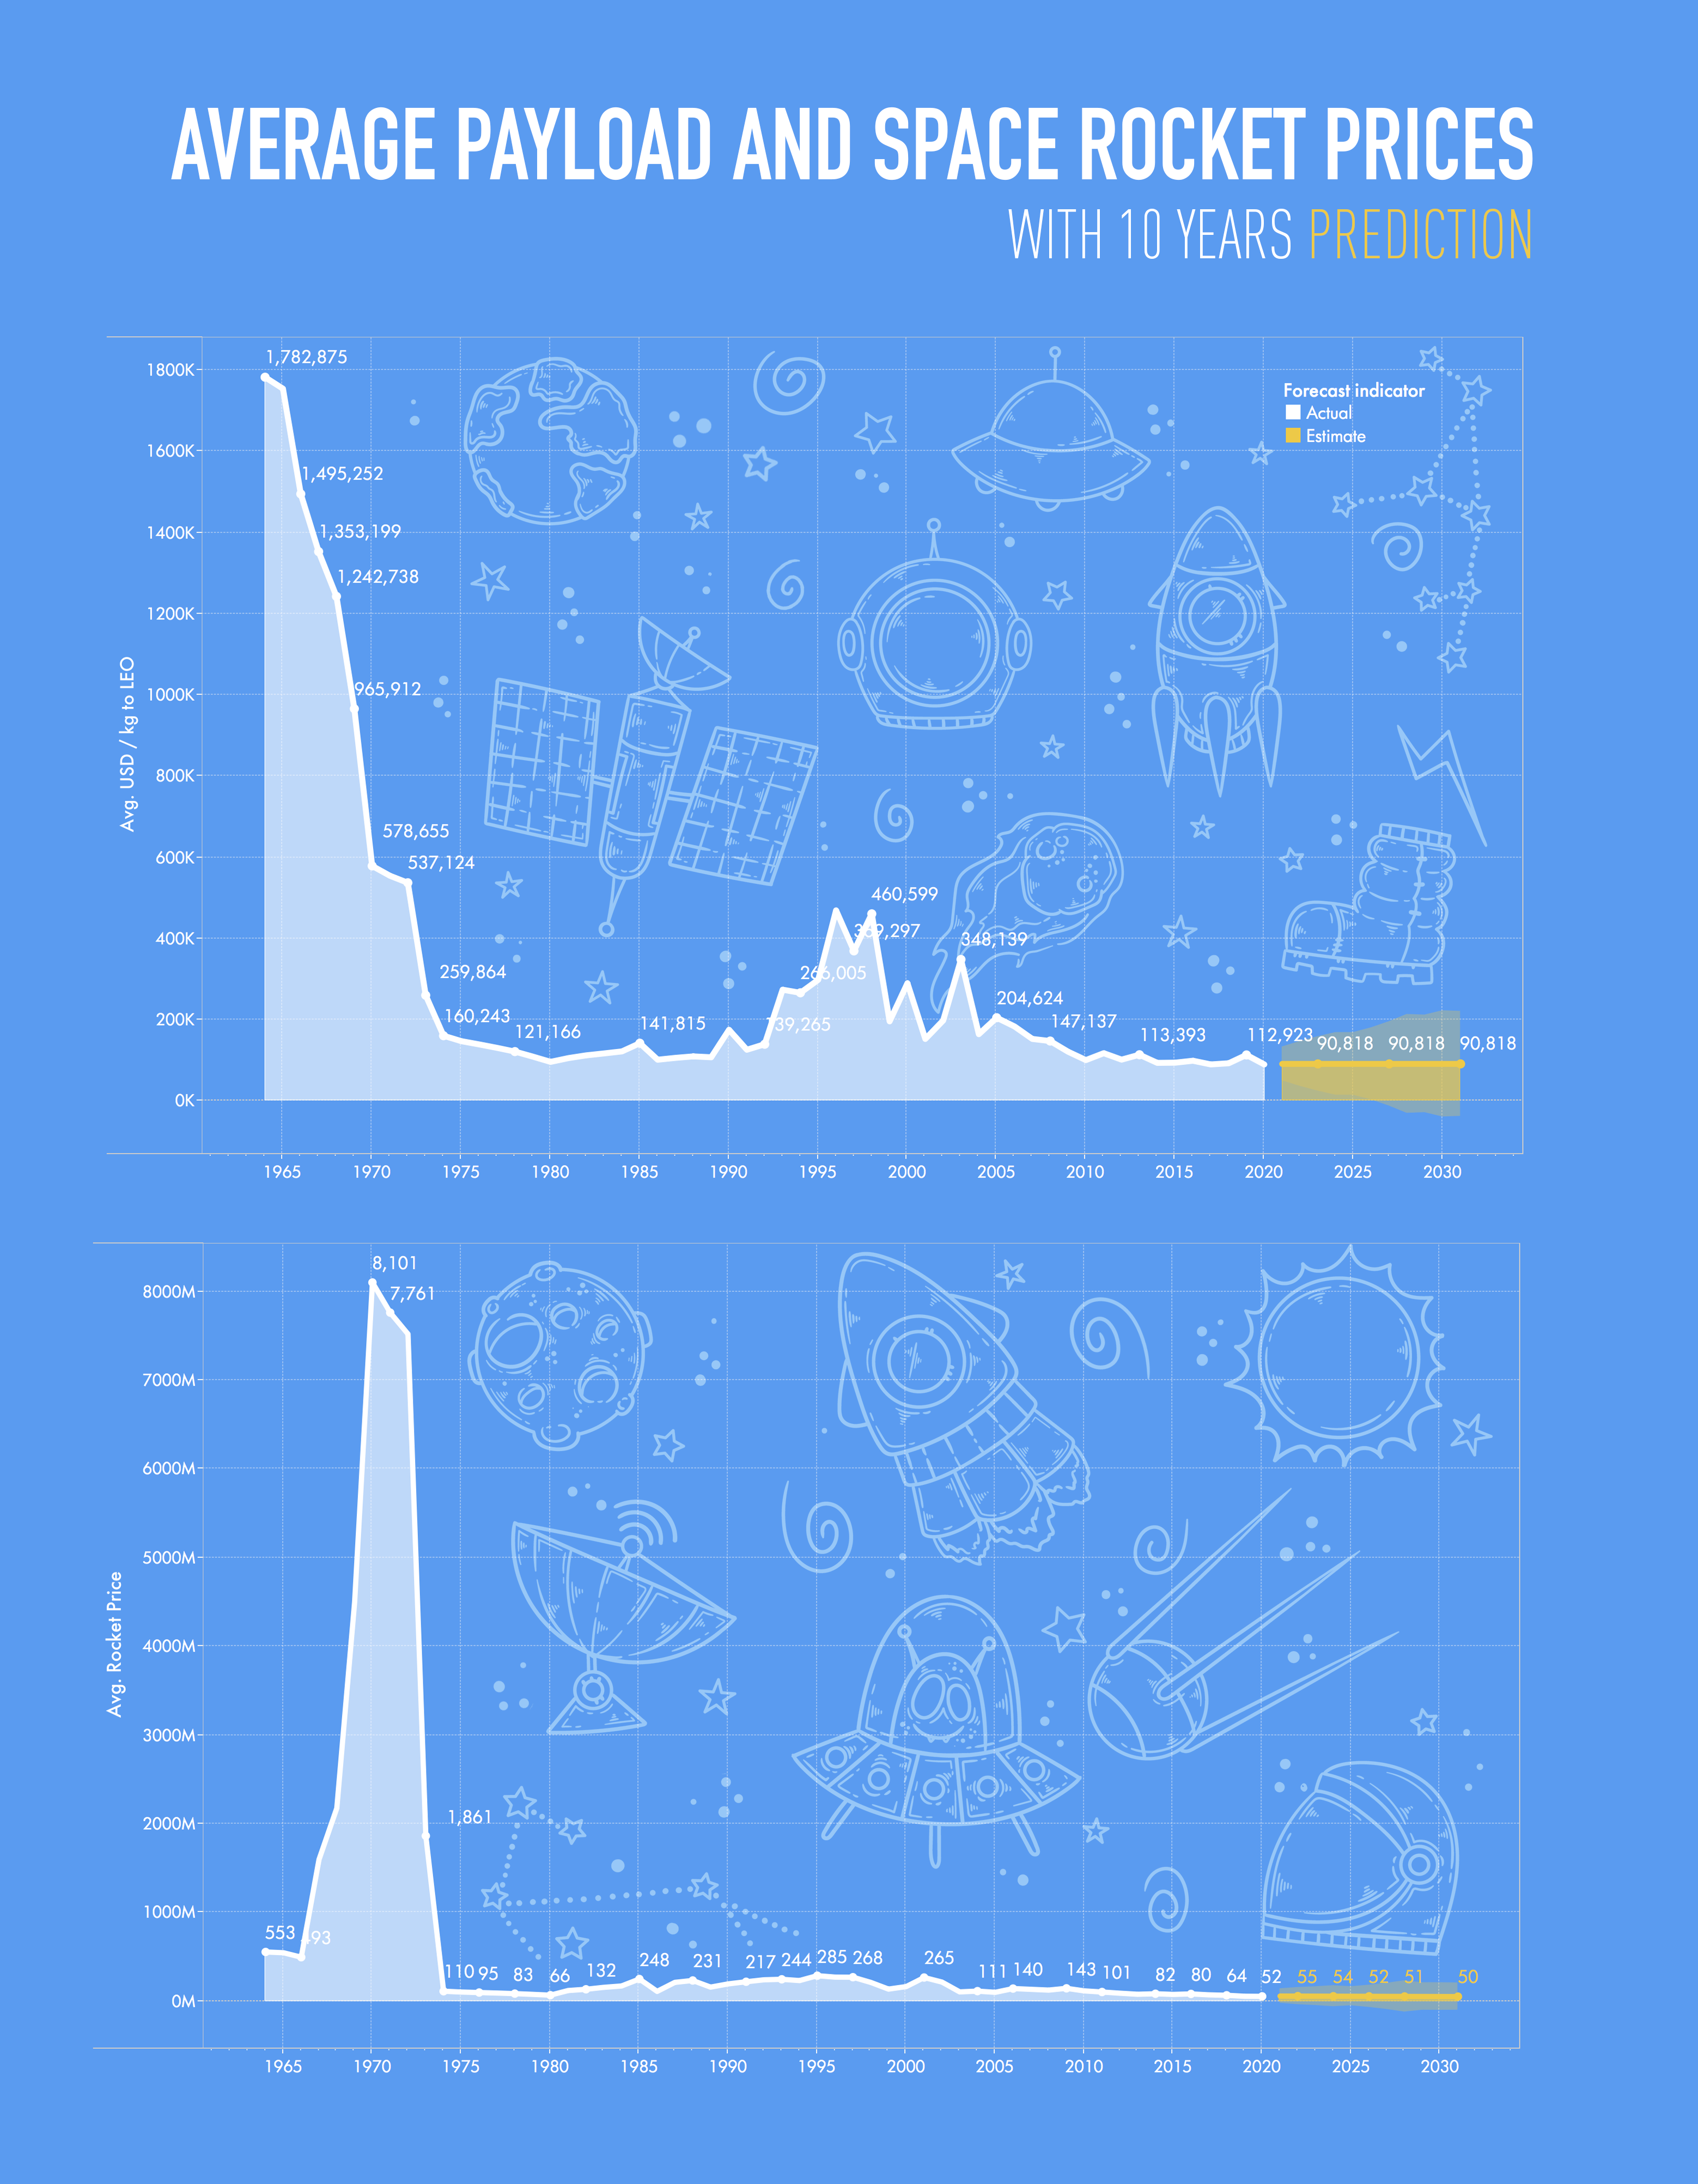 AVERAGE PAYLOAD AND SPACE ROCKET PRICES
WITH 10 YEARS PREDICTION
Avg. USD / kg to LEO
1800K
1600K
1400K
1200K
1000K
800K
600K
400K
200K
0K
1,782,875
1,495,252
1,353,199
1,242,738
965,912
578,655
537,124
259,864
160,243
121,166
141,815
139,265
266,005
369,297
460,599
348,139
204,624
147,137
113,393
112,923
90,818
90,818
90,818
Forecast indicator
Actual
Estimate
1965 1970 1975 1980 1985 1990 1995 2000 2005 2010 2015 2020 2025 2030
Avg. Rocket Price
8000M
7000M
6000M
5000M
4000M
3000M
2000M
1000M
0M
553
493
8,101
7,761
1,861
110 95 83 66 132 248 231 217 244 285 268 265 111 140 143 101 82 80 64 52 55 54 52 51 50
1965 1970 1975 1980 1985 1990 1995 2000 2005 2010 2015 2020 2025 2030